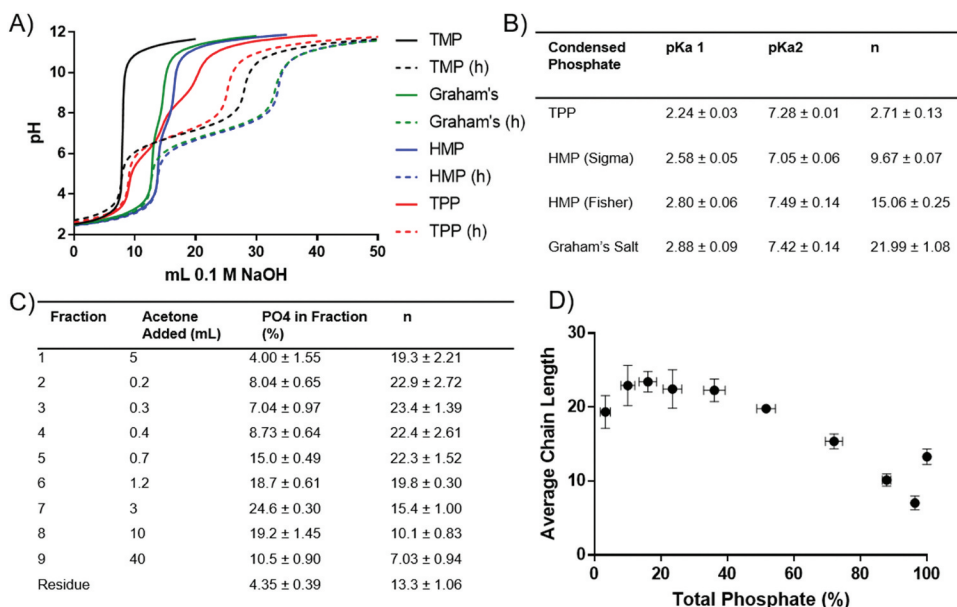 A)
12
10
8
6
4
2
pH
0 10 20 30 40 50
mL 0.1 M NaOH
TMP
TMP (h)
Graham's
Graham's (h)
HMP
HMP (h)
TPP
TPP (h)
B)
Condensed Phosphate pKa 1 pKa2 n
TPP 2.24 ± 0.03 7.28 ± 0.01 2.71 ± 0.13
HMP (Sigma) 2.58 ± 0.05 7.05 ± 0.06 9.67 ± 0.07
HMP (Fisher) 2.80 ± 0.06 7.49 ± 0.14 15.06 ± 0.25
Graham's Salt 2.88 ± 0.09 7.42 ± 0.14 21.99 ± 1.08
C)
Fraction Acetone Added (mL) PO4 in Fraction (%) n
1 5 4.00 ± 1.55 19.3 ± 2.21
2 0.2 8.04 ± 0.65 22.9 ± 2.72
3 0.3 7.04 ± 0.97 23.4 ± 1.39
4 0.4 8.73 ± 0.64 22.4 ± 2.61
5 0.7 15.0 ± 0.49 22.3 ± 1.52
6 1.2 18.7 ± 0.61 19.8 ± 0.30
7 3 24.6 ± 0.30 15.4 ± 1.00
8 10 19.2 ± 1.45 10.1 ± 0.83
9 40 10.5 ± 0.90 7.03 ± 0.94
Residue 4.35 ± 0.39 13.3 ± 1.06
D)
30
20
10
0
Average Chain Length
0 20 40 60 80 100
Total Phosphate (%)